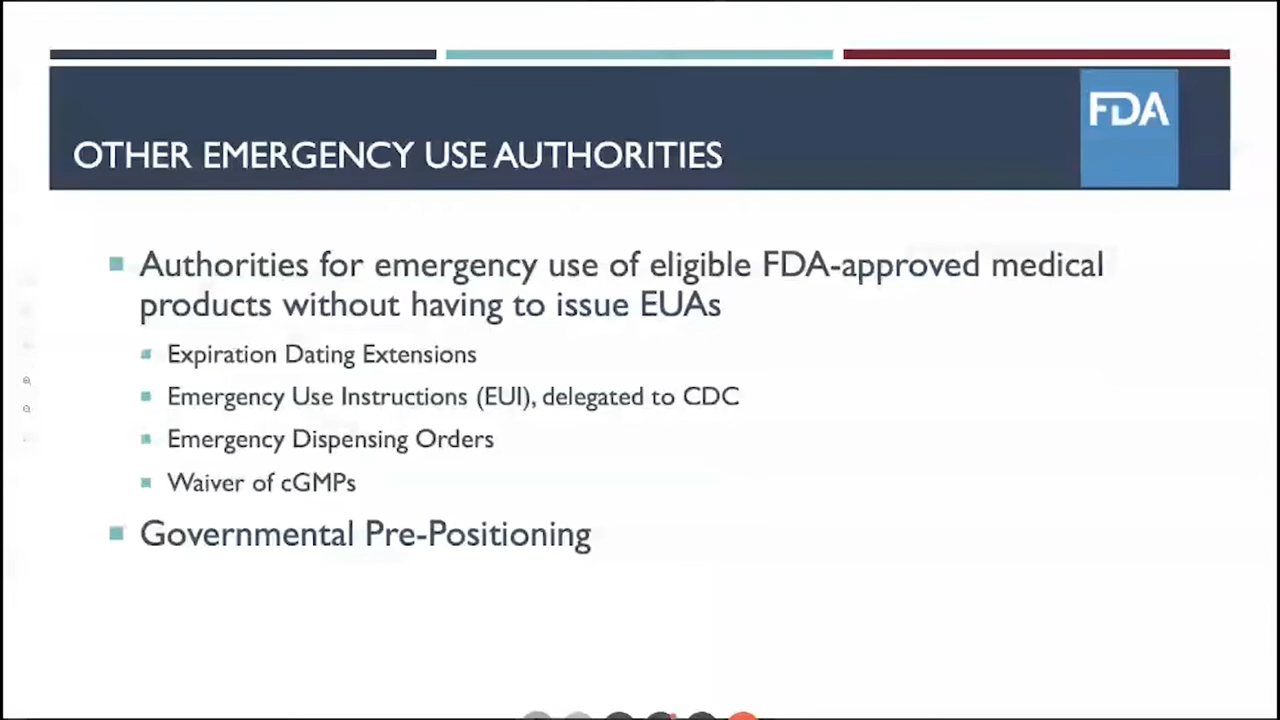 FDA
OTHER EMERGENCY USE AUTHORITIES
Authorities for emergency use of eligible FDA-approved medical
products without having to issue EUAs
Expiration Dating Extensions
Emergency Use Instructions (EUI), delegated to CDC
Emergency Dispensing Orders
Waiver of cGMPs
Governmental Pre-Positioning